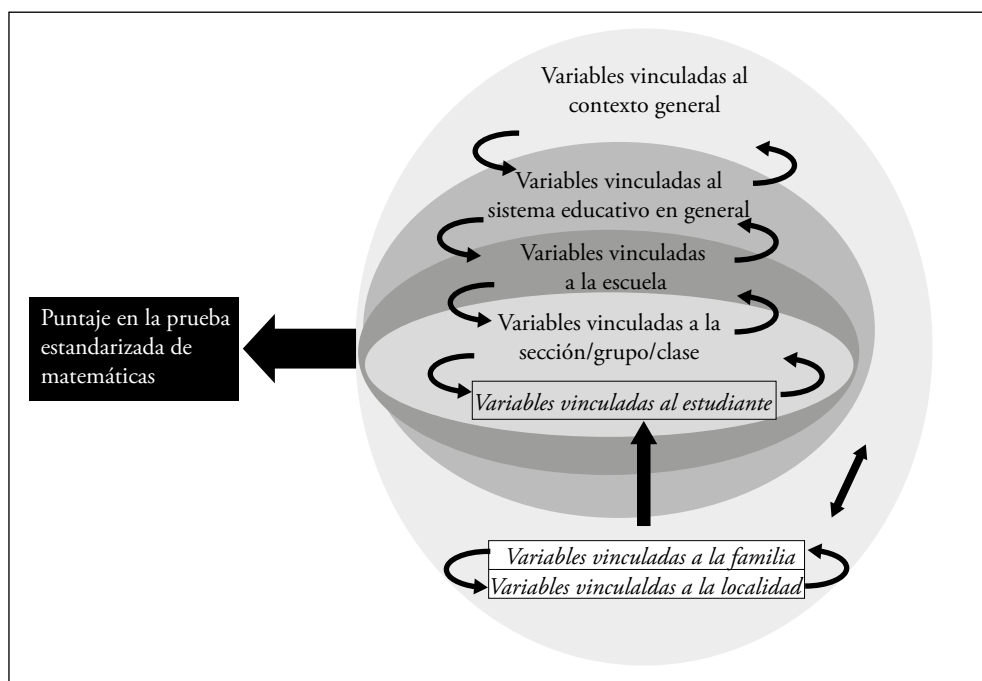 Variables vinculadas al
contexto general
Variables vinculadas al
sistema educativo en general
Variables vinculadas
a la escuela
Variables vinculadas a la
sección/grupo/clase
Variables vinculadas al estudiante
Puntaje en la prueba
estandarizada de
matemáticas
Variables vinculadas a la familia
Variables vinculaldas a la localidad